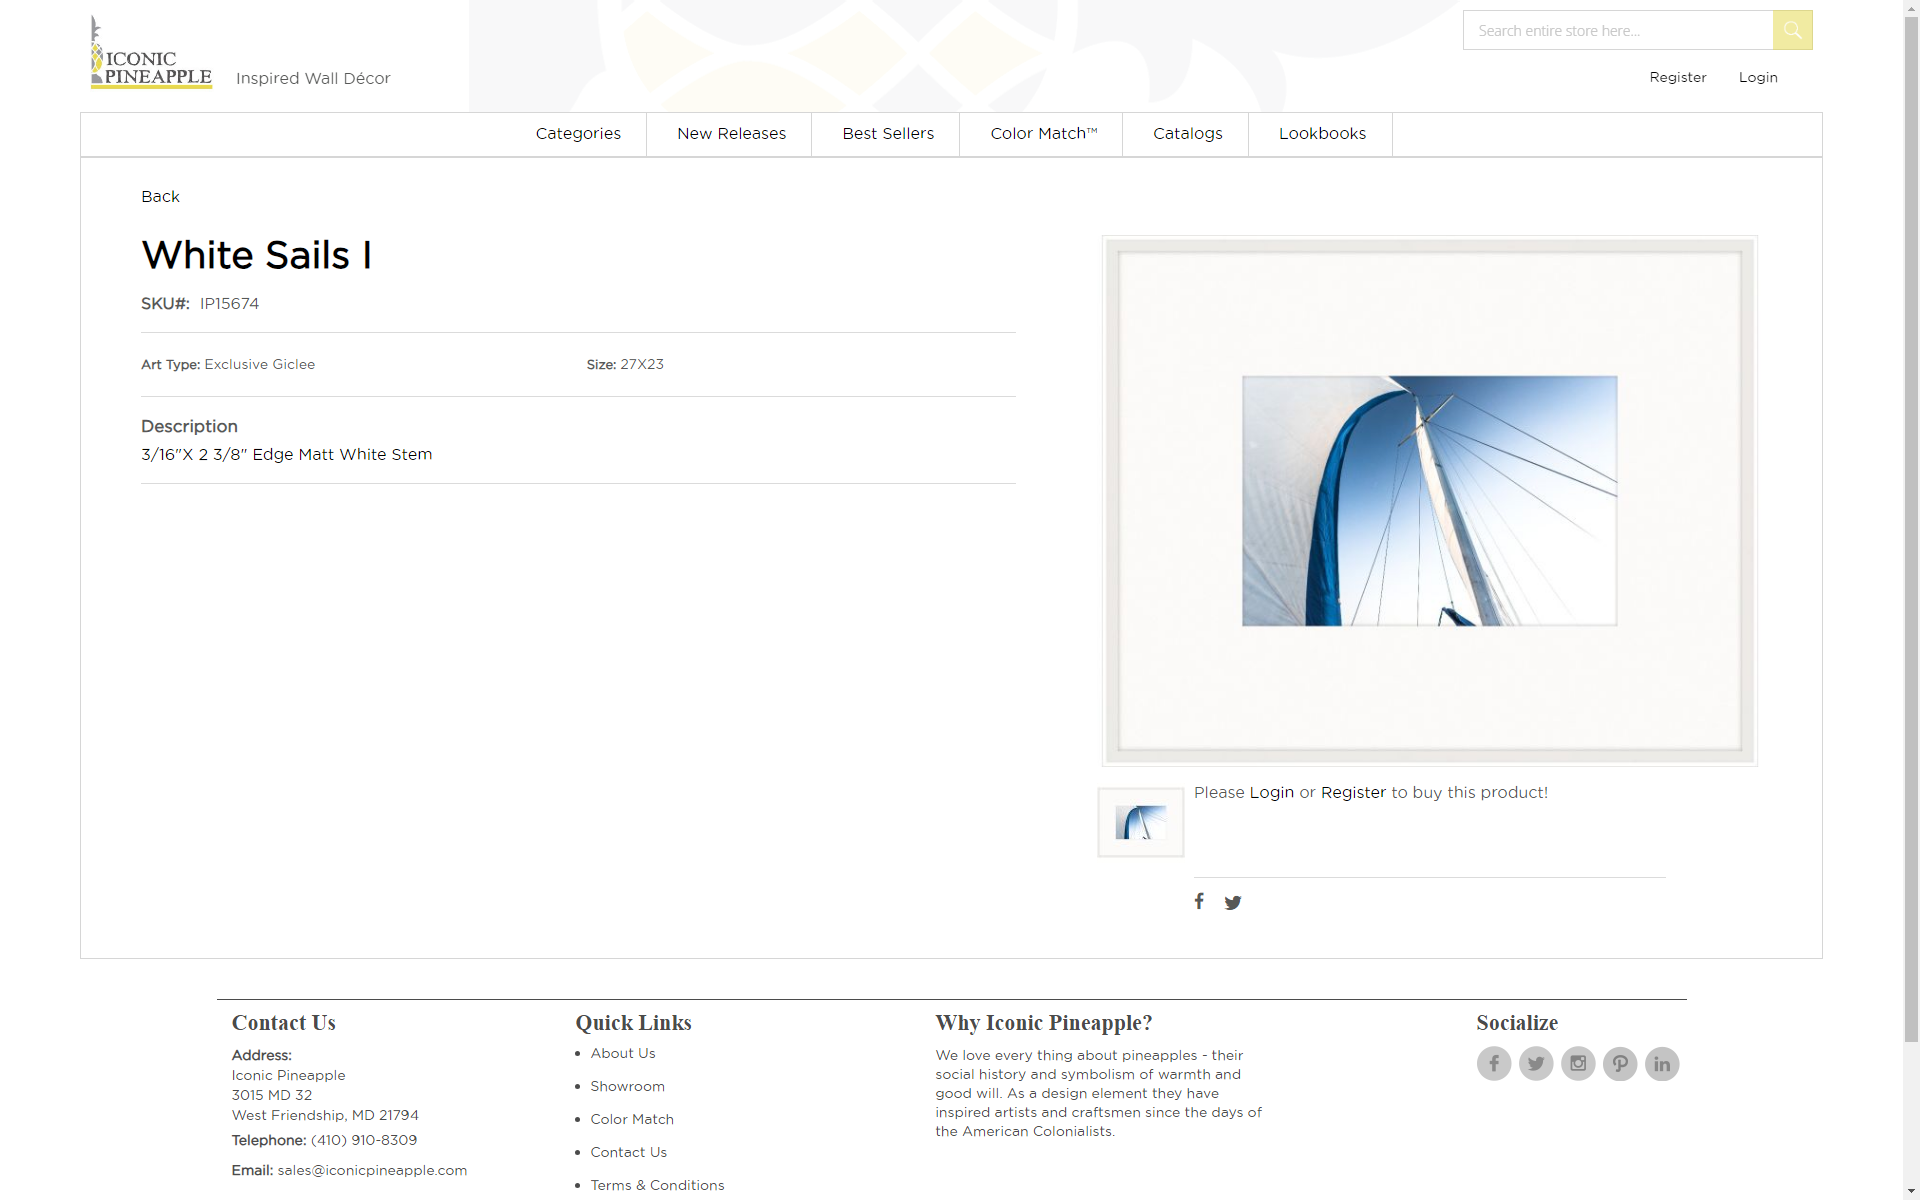 ICONIC
PINEAPPLE
Inspired Wall Décor
Search entire store here...
Register
Login
Categories
New Releases
Best Sellers
Color Match™
Catalogs
Lookbooks
Back
White Sails I
SKU#: IP15674
Art Type: Exclusive Giclee
Size: 27X23
Description
3/16"X 2 3/8" Edge Matt White Stem
Please Login or Register to buy this product!
Contact Us
Address:
Iconic Pineapple
3015 MD 32
West Friendship, MD 21794
Telephone: (410) 910-8309
Email: sales@iconicpineapple.com
Quick Links
About Us
Showroom
Color Match
Contact Us
Terms & Conditions
Why Iconic Pineapple?
We love every thing about pineapples - their
social history and symbolism of warmth and
good will. As a design element they have
inspired artists and craftsmen since the days of
the American Colonialists.
Socialize